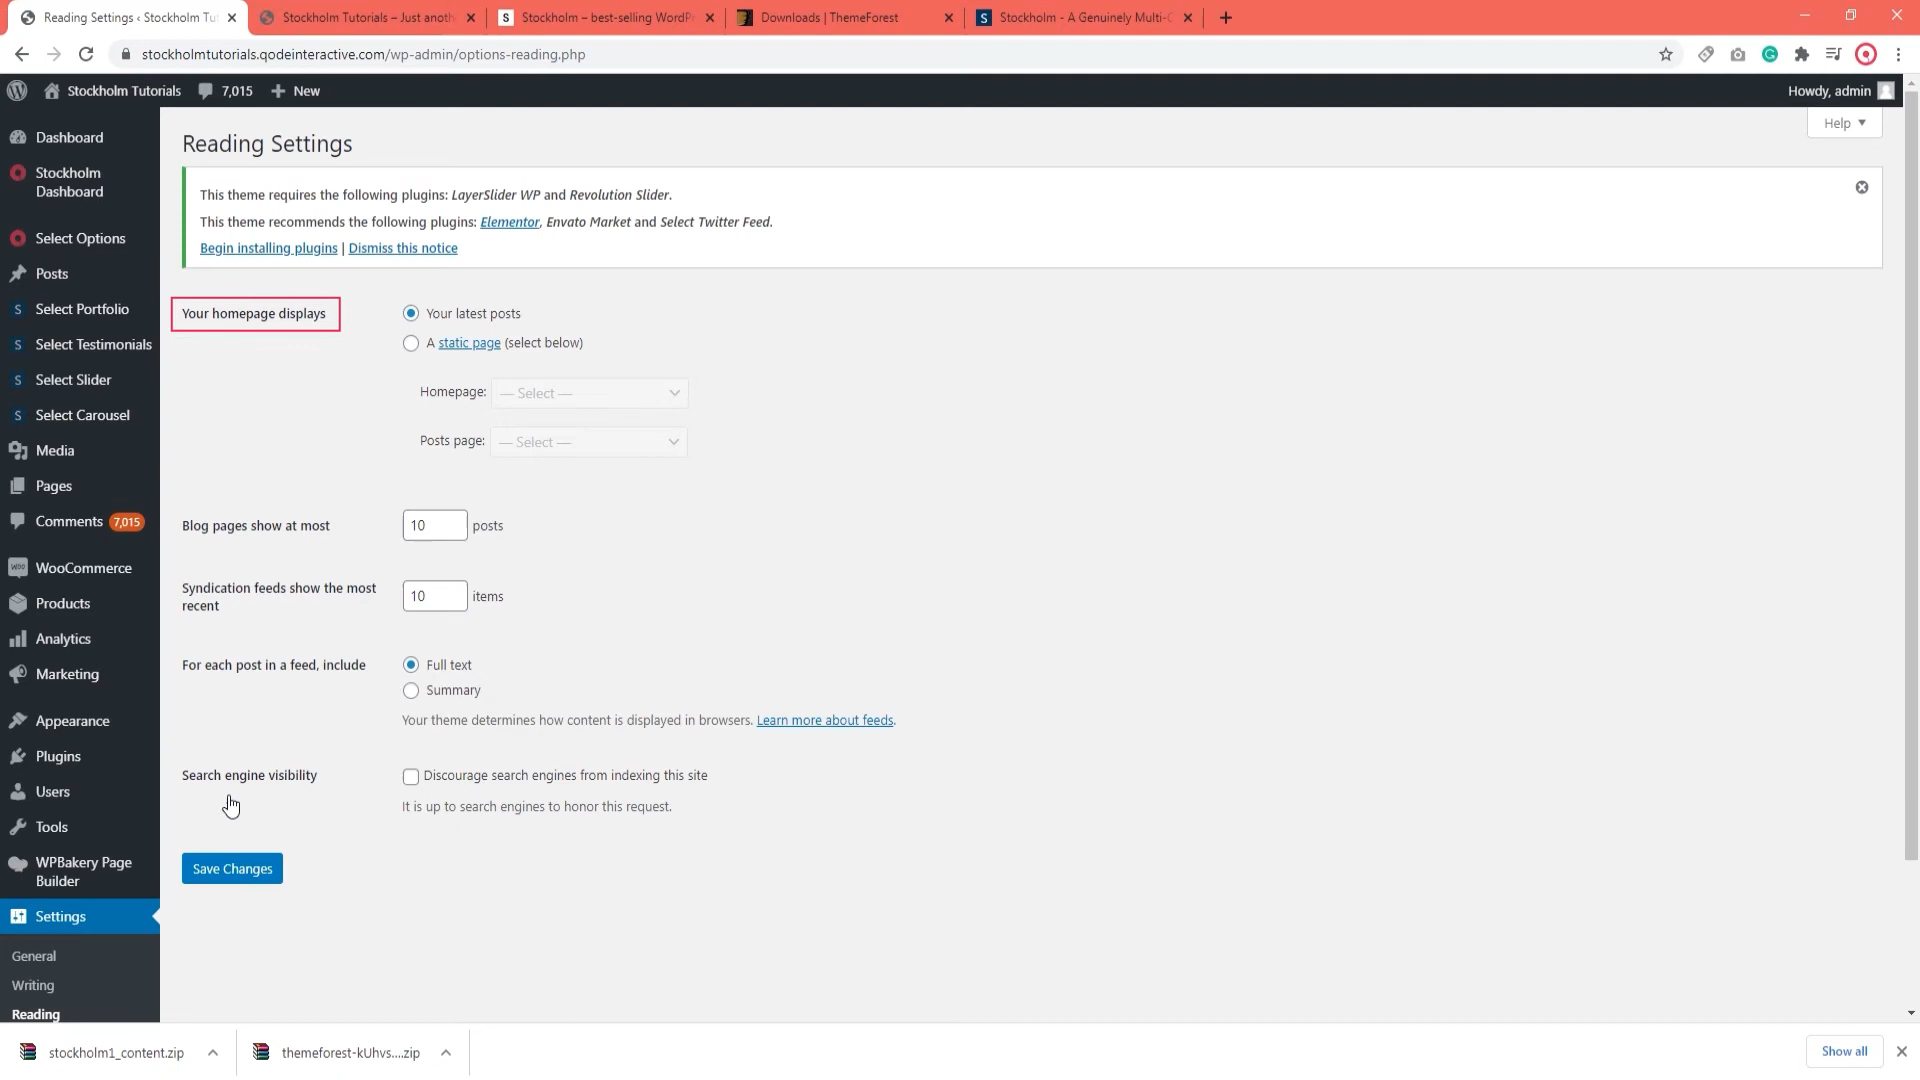 Reading Settings ‹ Stockholm Tut
Stockholm Tutorials – Just anoth
S Stockholm – best-selling WordPr
Downloads | ThemeForest
S Stockholm - A Genuinely Multi-C
stockholmtutorials.qodeinteractive.com/wp-admin/options-reading.php
Stockholm Tutorials
7,015
New
Howdy, admin
Help
Dashboard
Stockholm
Dashboard
Select Options
Posts
S Select Portfolio
S Select Testimonials
S Select Slider
S Select Carousel
Media
Pages
Comments 7,015
WooCommerce
Products
Analytics
Marketing
Appearance
Plugins
Users
Tools
WPBakery Page
Builder
Settings
General
Writing
Reading
Reading Settings
This theme requires the following plugins: LayerSlider WP and Revolution Slider.
This theme recommends the following plugins: Elementor, Envato Market and Select Twitter Feed.
Begin installing plugins | Dismiss this notice
Your homepage displays
Your latest posts
A static page (select below)
Homepage: — Select —
Posts page: — Select —
Blog pages show at most
10 posts
Syndication feeds show the most
recent
10 items
For each post in a feed, include
Full text
Summary
Your theme determines how content is displayed in browsers. Learn more about feeds.
Search engine visibility
Discourage search engines from indexing this site
It is up to search engines to honor this request.
Save Changes
stockholm1_content.zip
themeforest-kUhvs....zip
Show all